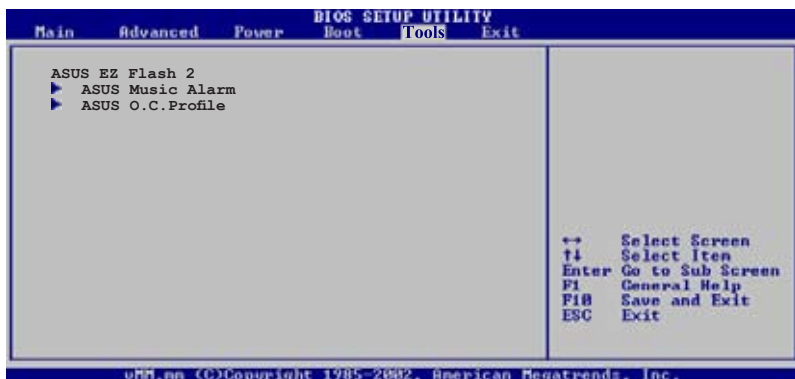 BIOS SETUP UTILITY
Main Advanced Power Boot Tools Exit
ASUS EZ Flash 2
ASUS Music Alarm
ASUS O.C.Profile
↔ Select Screen
↑↓ Select Item
Enter Go to Sub Screen
F1 General Help
F10 Save and Exit
ESC Exit
vMM.mm (C)Copyright 1985-2002, American Megatrends, Inc.